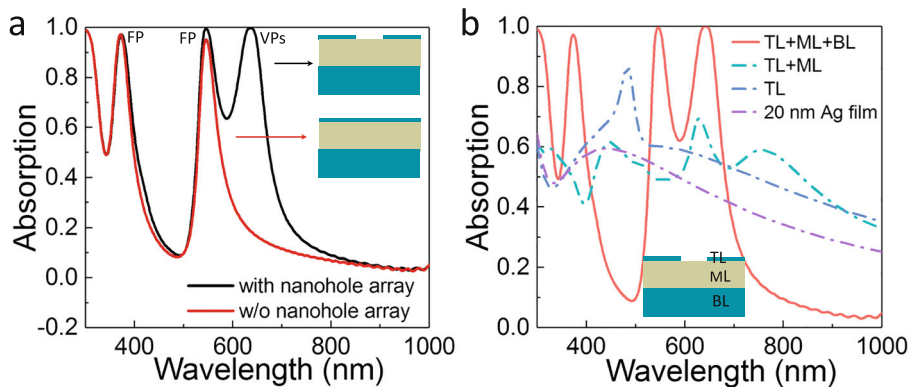 a
FP
FP
VPs
1.0
0.8
0.6
0.4
0.2
0.0
-0.2
Absorption
with nanohole array
w/o nanohole array
400
600
800
1000
Wavelength (nm)
b
1.0
0.8
0.6
0.4
0.2
0.0
Absorption
TL+ML+BL
TL+ML
TL
20 nm Ag film
TL
ML
BL
400
600
800
1000
Wavelength (nm)